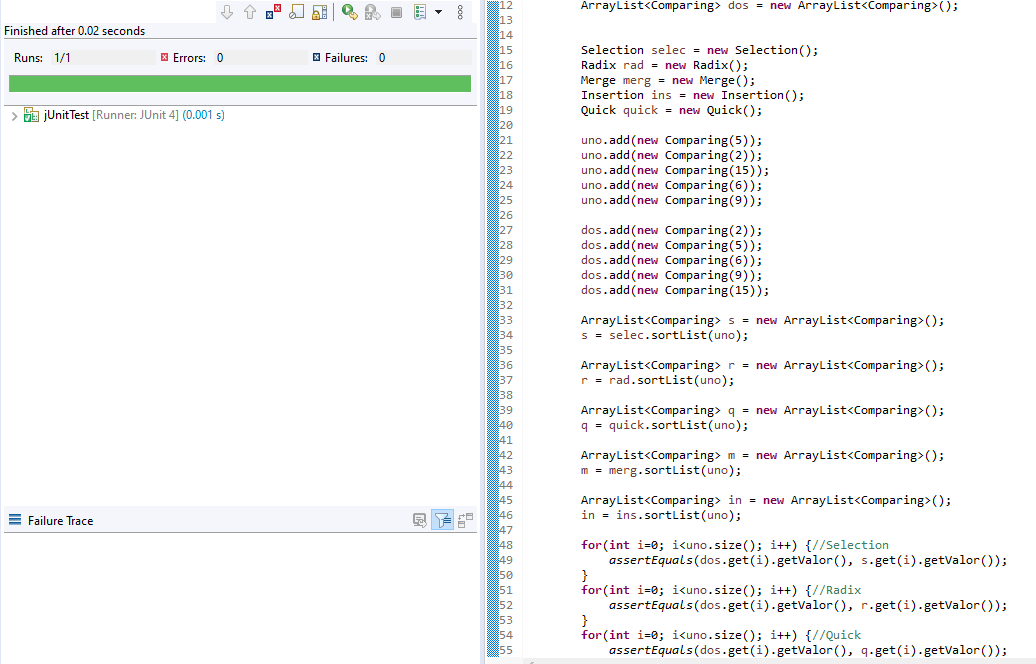 Finished after 0.02 seconds
Runs: 1/1 Errors: 0 Failures: 0
jUnitTest [Runner: JUnit 4] (0.001 s)
Failure Trace
12 ArrayList<Comparing> dos = new ArrayList<Comparing>();
13
14
15 Selection selec = new Selection();
16 Radix rad = new Radix();
17 Merge merg = new Merge();
18 Insertion ins = new Insertion();
19 Quick quick = new Quick();
20
21 uno.add(new Comparing(5));
22 uno.add(new Comparing(2));
23 uno.add(new Comparing(15));
24 uno.add(new Comparing(6));
25 uno.add(new Comparing(9));
26
27 dos.add(new Comparing(2));
28 dos.add(new Comparing(5));
29 dos.add(new Comparing(6));
30 dos.add(new Comparing(9));
31 dos.add(new Comparing(15));
32
33 ArrayList<Comparing> s = new ArrayList<Comparing>();
34 s = selec.sortList(uno);
35
36 ArrayList<Comparing> r = new ArrayList<Comparing>();
37 r = rad.sortList(uno);
38
39 ArrayList<Comparing> q = new ArrayList<Comparing>();
40 q = quick.sortList(uno);
41
42 ArrayList<Comparing> m = new ArrayList<Comparing>();
43 m = merg.sortList(uno);
44
45 ArrayList<Comparing> in = new ArrayList<Comparing>();
46 in = ins.sortList(uno);
47
48 for(int i=0; i<uno.size(); i++) {//Selection
49 assertEquals(dos.get(i).getValor(), s.get(i).getValor());
50 }
51 for(int i=0; i<uno.size(); i++) {//Radix
52 assertEquals(dos.get(i).getValor(), r.get(i).getValor());
53 }
54 for(int i=0; i<uno.size(); i++) {//Quick
55 assertEquals(dos.get(i).getValor(), q.get(i).getValor());